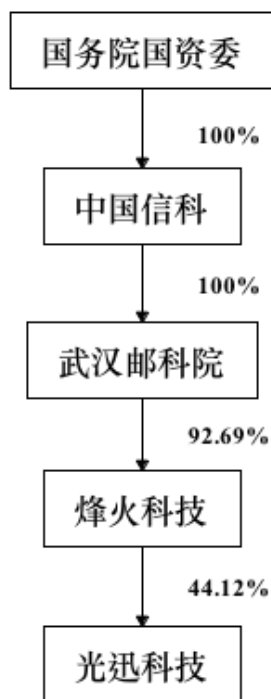 国务院国资委
100%
中国信科
100%
武汉邮科院
92.69%
烽火科技
44.12%
光迅科技